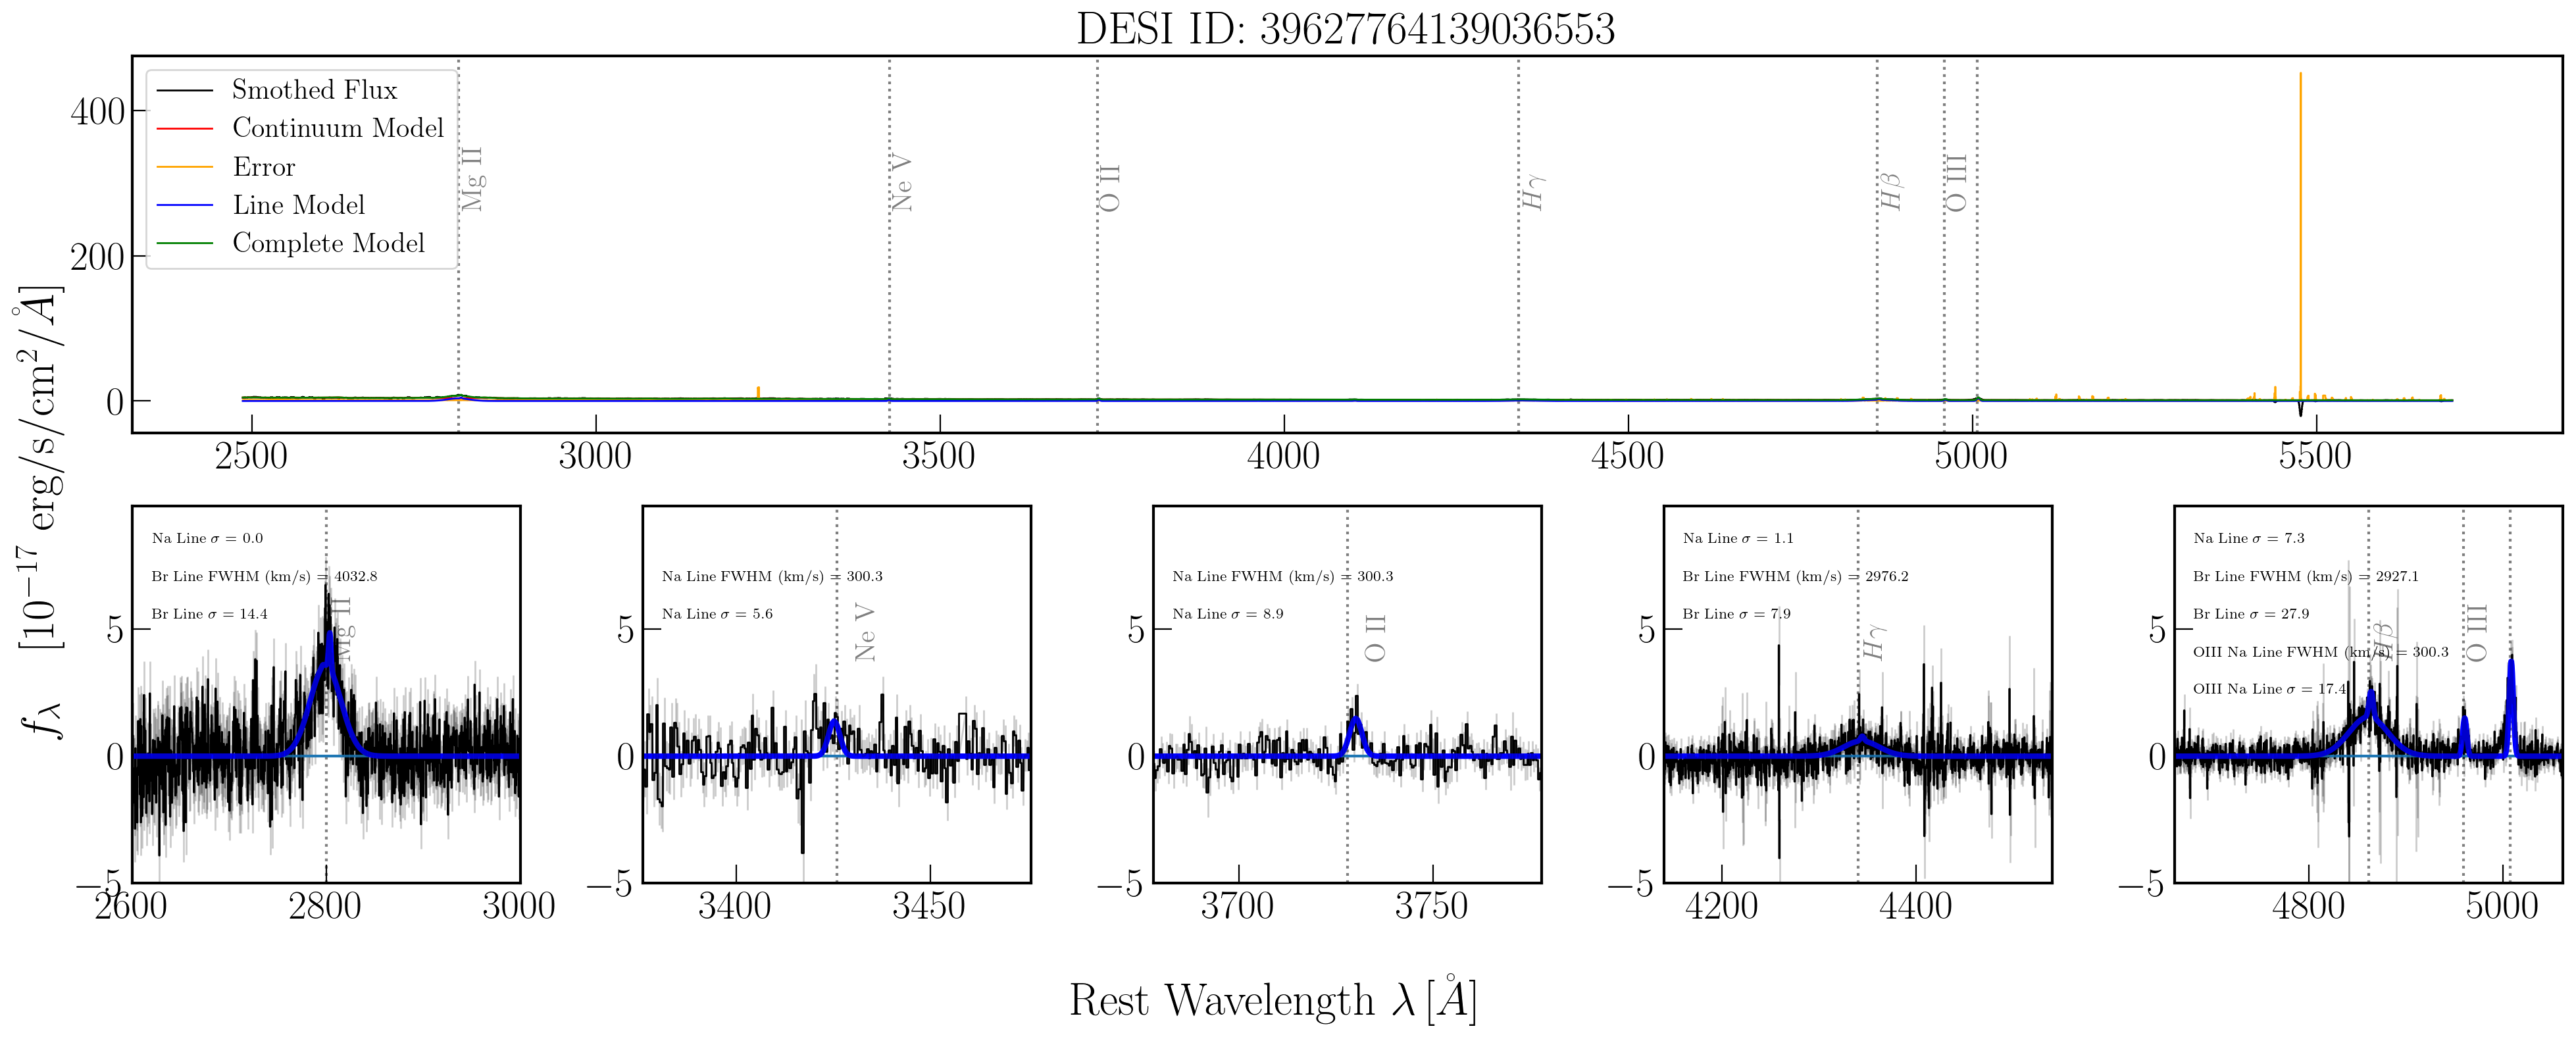 DESI ID: 39627764139036553
Smothed Flux
Continuum Model
Error
Line Model
Complete Model
400
200
0
Mg II
Ne V
O II
Hγ
Hβ
O III
2500 3000 3500 4000 4500 5000 5500
f_λ [10^{-17} erg/s/cm^2/Å]
Na Line σ = 0.0
Br Line FWHM (km/s) = 4032.8
Br Line σ = 14.4
Mg II
5
0
−5
2600 2800 3000
Na Line FWHM (km/s) = 300.3
Na Line σ = 5.6
Ne V
5
0
−5
3400 3450
Na Line FWHM (km/s) = 300.3
Na Line σ = 8.9
O II
5
0
−5
3700 3750
Na Line σ = 1.1
Br Line FWHM (km/s) = 2976.2
Br Line σ = 7.9
Hγ
5
0
−5
4200 4400
Na Line σ = 7.3
Br Line FWHM (km/s) = 2927.1
Br Line σ = 27.9
OIII Na Line FWHM (km/s) = 300.3
OIII Na Line σ = 17.4
Hβ
O III
5
0
−5
4800 5000
Rest Wavelength λ [Å]